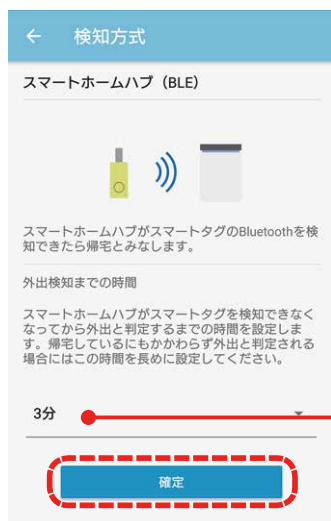 ← 検知方式
スマートホームハブ（BLE）
スマートホームハブがスマートタグのBluetoothを検
知できたら帰宅とみなします。
外出検知までの時間
スマートホームハブがスマートタグを検知できなく
なってから外出と判定するまでの時間を設定しま
す。帰宅しているにもかかわらず外出と判定される
場合にはこの時間を長めに設定してください。
3分
確定